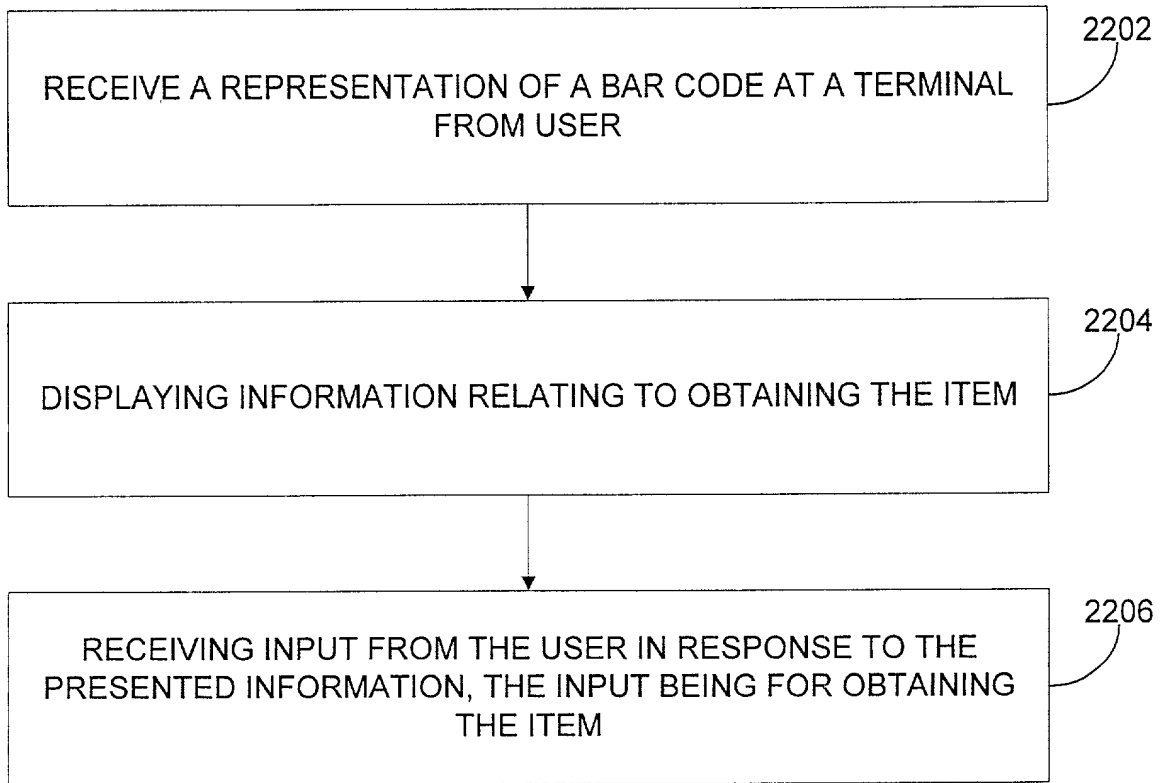 2202
RECEIVE A REPRESENTATION OF A BAR CODE AT A TERMINAL
FROM USER
2204
DISPLAYING INFORMATION RELATING TO OBTAINING THE ITEM
2206
RECEIVING INPUT FROM THE USER IN RESPONSE TO THE
PRESENTED INFORMATION, THE INPUT BEING FOR OBTAINING
THE ITEM